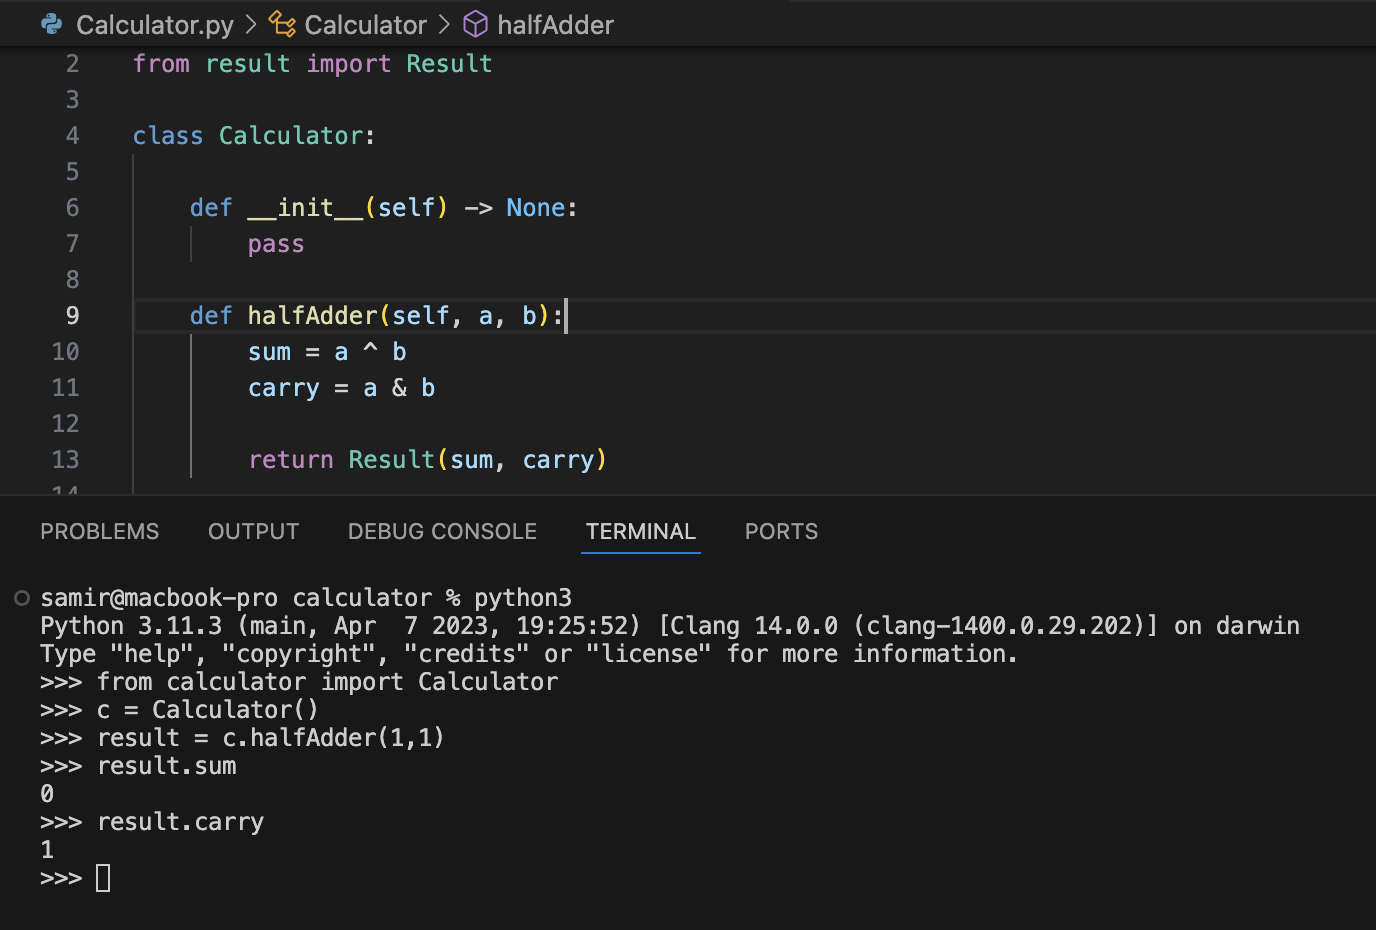 Calculator.py > Calculator > halfAdder
2 from result import Result
3
4 class Calculator:
5
6 def __init__(self) -> None:
7 pass
8
9 def halfAdder(self, a, b):
10 sum = a ^ b
11 carry = a & b
12
13 return Result(sum, carry)
14
PROBLEMS OUTPUT DEBUG CONSOLE TERMINAL PORTS
samir@macbook-pro calculator % python3
Python 3.11.3 (main, Apr  7 2023, 19:25:52) [Clang 14.0.0 (clang-1400.0.29.202)] on darwin
Type "help", "copyright", "credits" or "license" for more information.
>>> from calculator import Calculator
>>> c = Calculator()
>>> result = c.halfAdder(1,1)
>>> result.sum
0
>>> result.carry
1
>>>